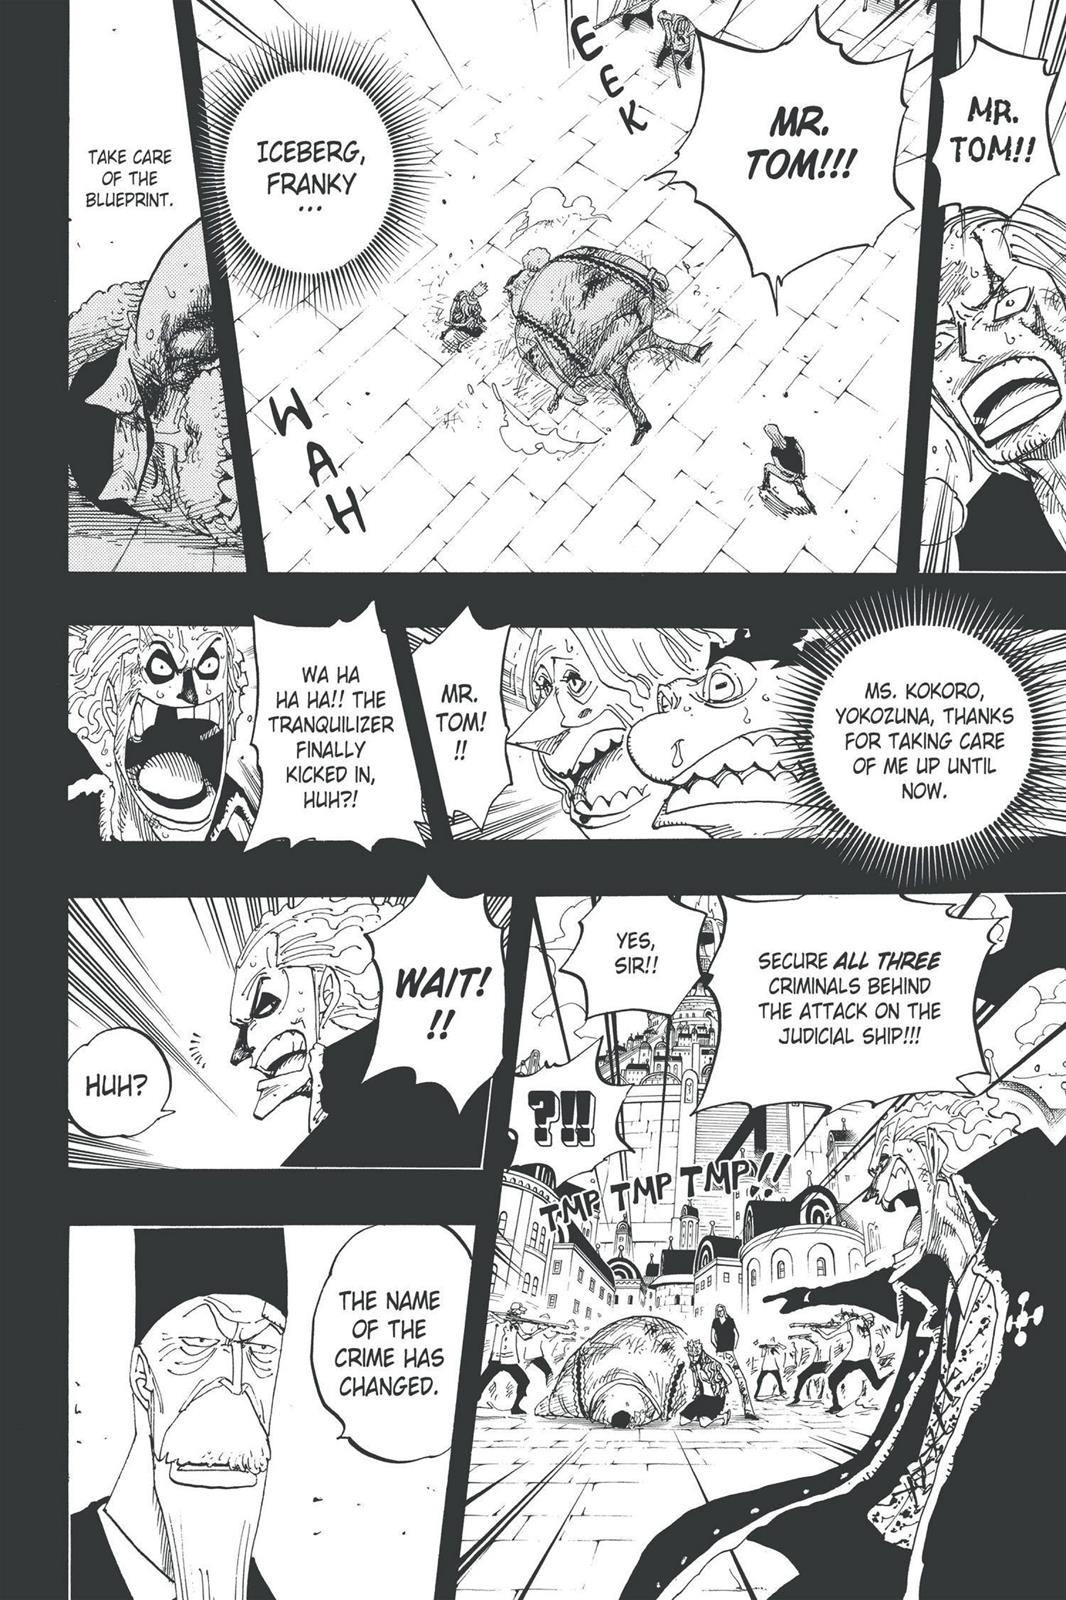 MR.
TOM!!
MR.
TOM!!!
EEK
ICEBERG,
FRANKY
...
WAH
TAKE CARE
OF THE
BLUEPRINT.
MS. KOKORO,
YOKOZUNA, THANKS
FOR TAKING CARE
OF ME UP UNTIL
NOW.
MR.
TOM!
!!
WA HA
HA HA!! THE
TRANQUILIZER
FINALLY
KICKED IN,
HUH?!
SECURE ALL THREE
CRIMINALS BEHIND
THE ATTACK ON THE
JUDICIAL SHIP!!!
YES,
SIR!!
?!!
TMP TMP TMP!!
WAIT!
!!
HUH?
THE NAME
OF THE
CRIME HAS
CHANGED.